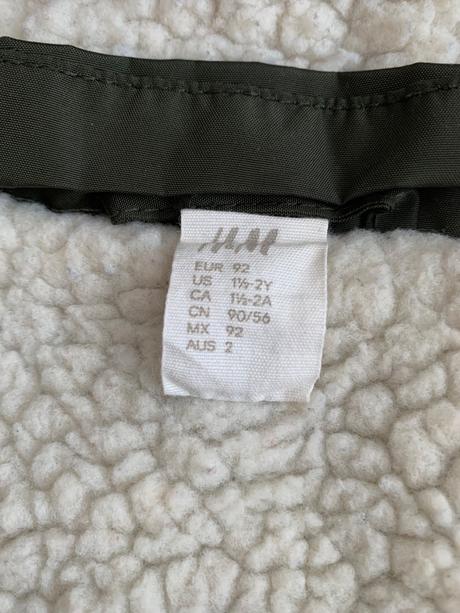 H&M
EUR 92
US 1½-2Y
CA 1½-2A
CN 90/56
MX 92
AUS 2